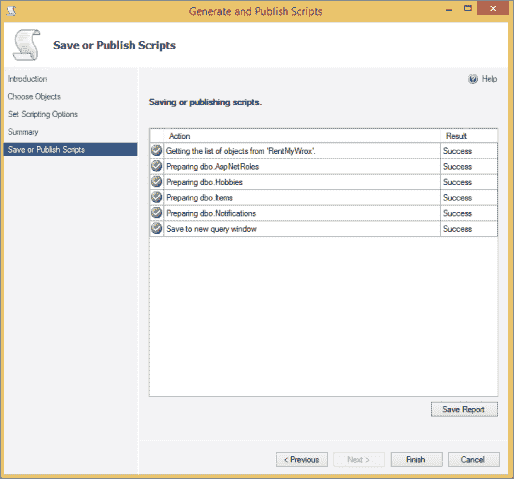 Generate and Publish Scripts
Save or Publish Scripts
Introduction
Choose Objects
Set Scripting Options
Summary
Save or Publish Scripts
Help
Saving or publishing scripts.
Action Result
Getting the list of objects from 'RentMyWrox'. Success
Preparing dbo.AspNetRoles Success
Preparing dbo.Hobbies Success
Preparing dbo.Items Success
Preparing dbo.Notifications Success
Save to new query window Success
Save Report
< Previous Next > Finish Cancel